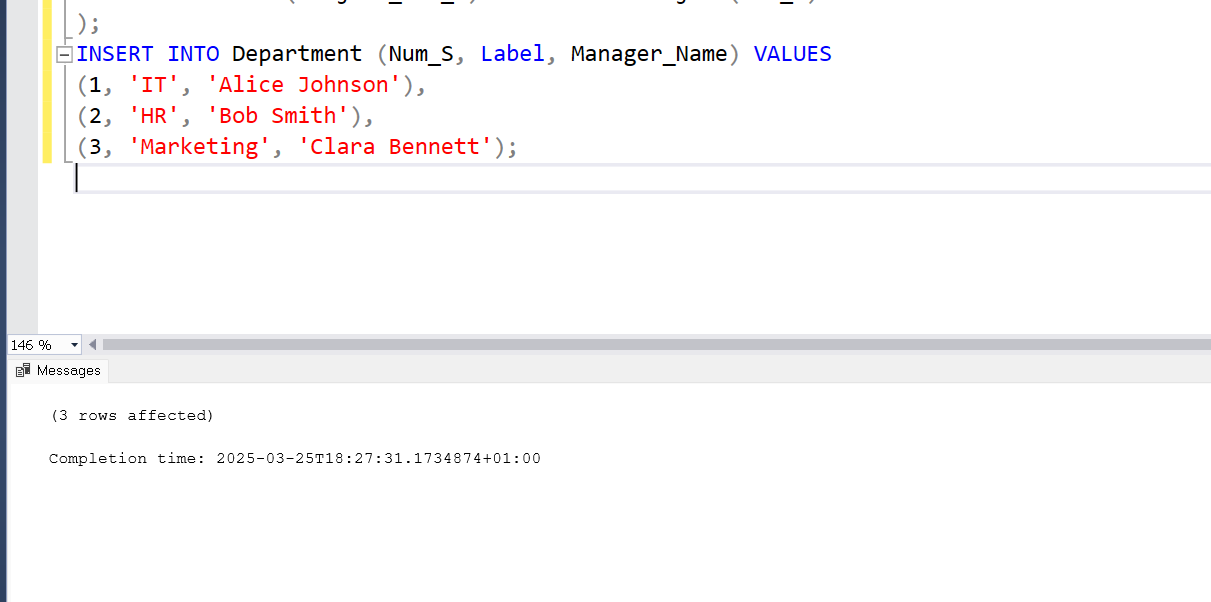 );
INSERT INTO Department (Num_S, Label, Manager_Name) VALUES
(1, 'IT', 'Alice Johnson'),
(2, 'HR', 'Bob Smith'),
(3, 'Marketing', 'Clara Bennett');
146 %
Messages
(3 rows affected)
Completion time: 2025-03-25T18:27:31.1734874+01:00